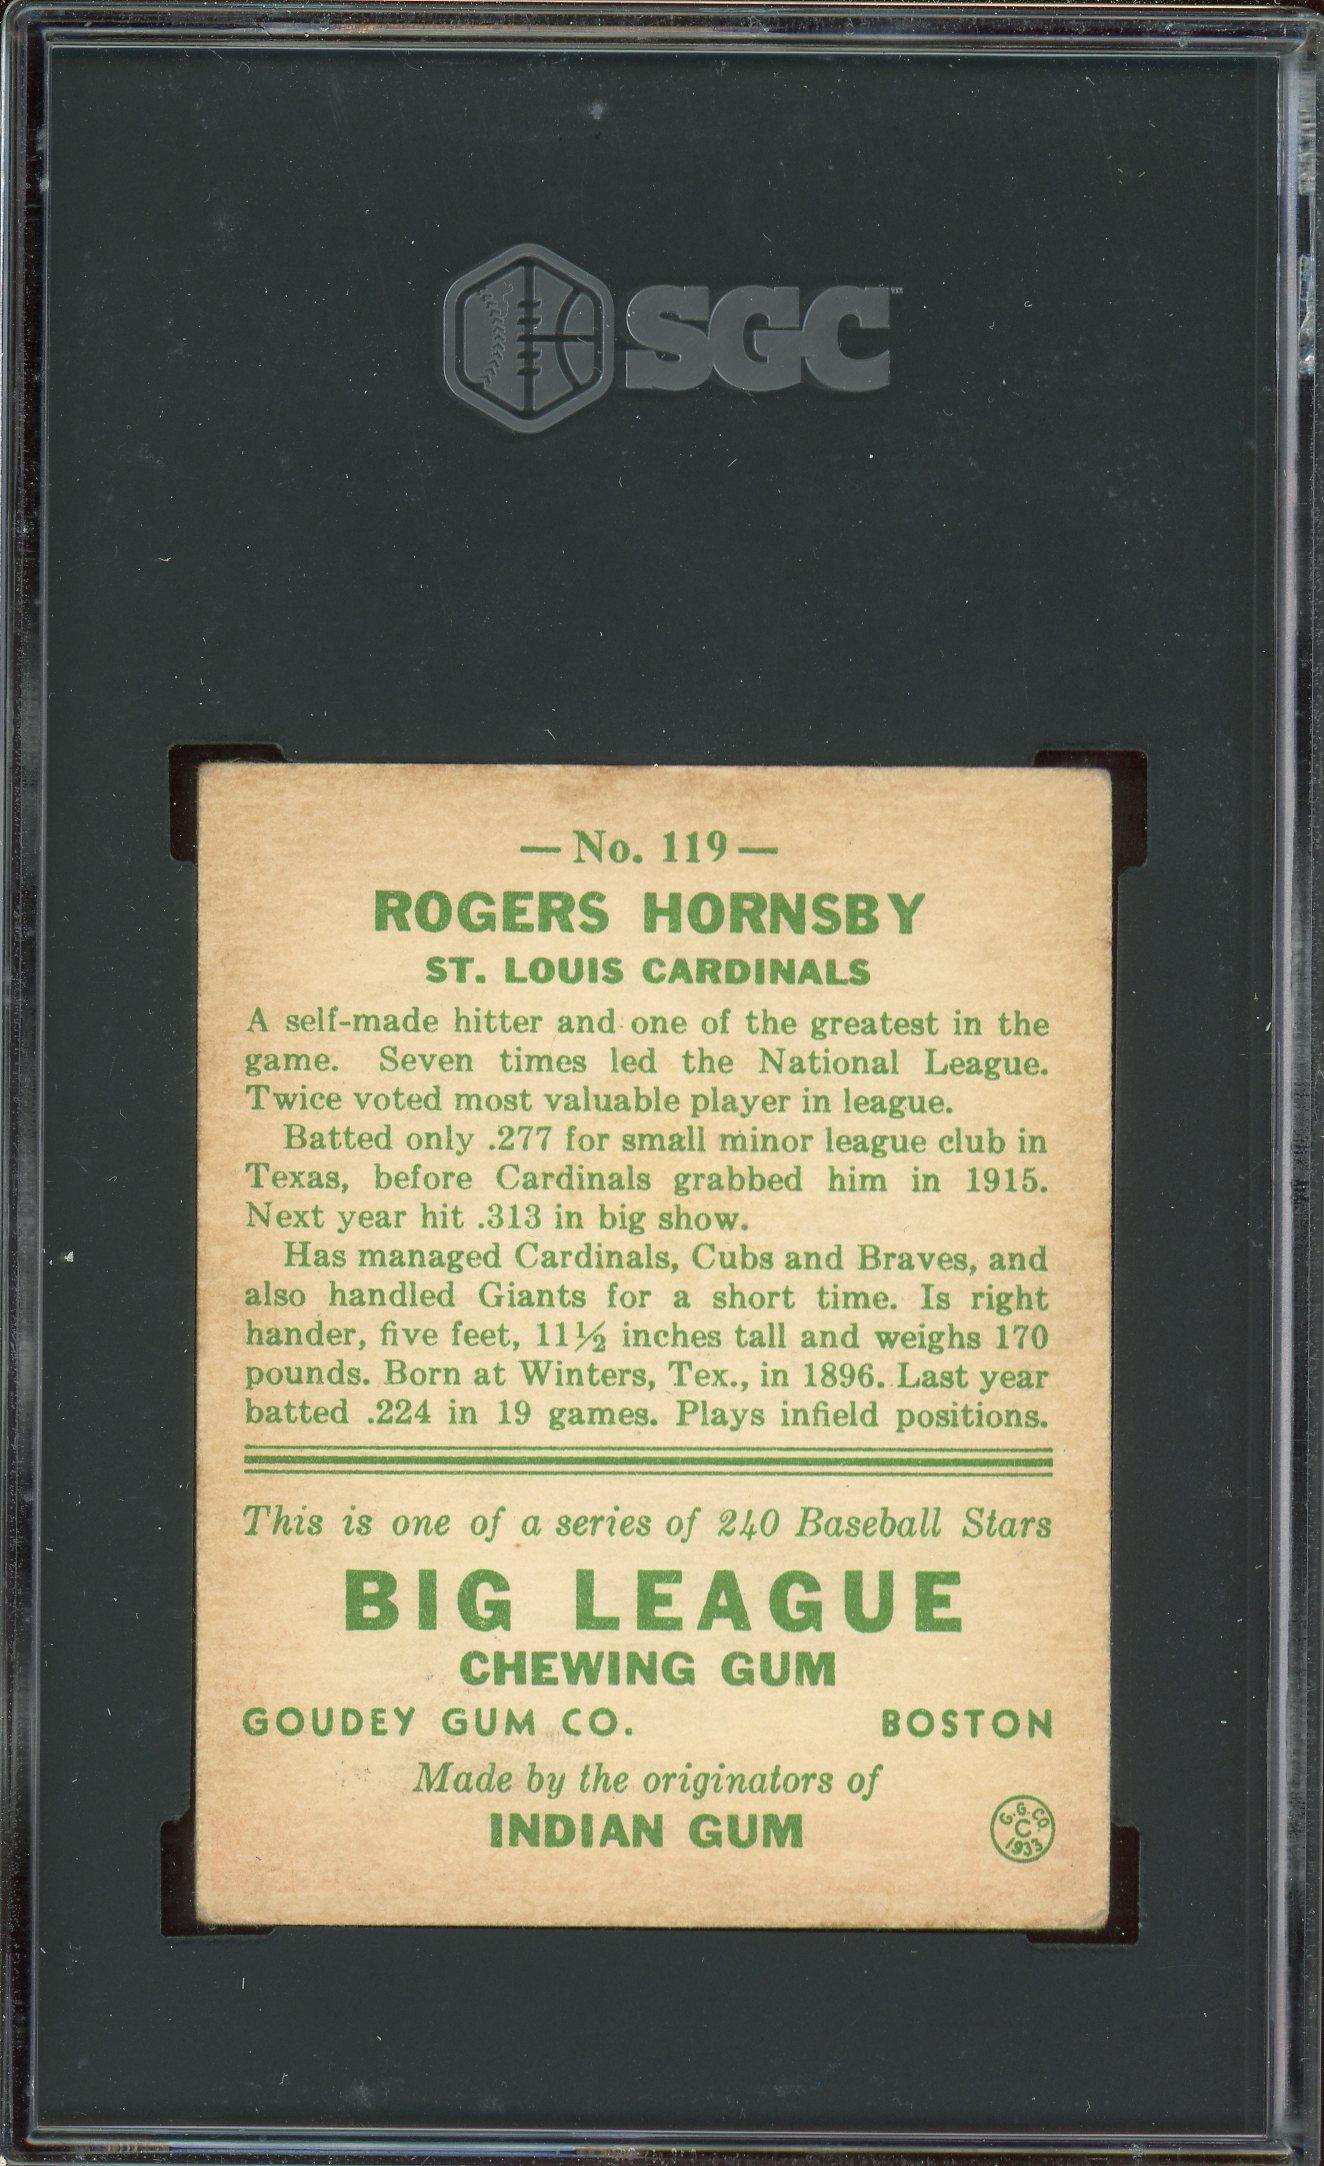 SGC™
— No. 119 —
ROGERS HORNSBY
ST. LOUIS CARDINALS
A self-made hitter and one of the greatest in the
game. Seven times led the National League.
Twice voted most valuable player in league.
Batted only .277 for small minor league club in
Texas, before Cardinals grabbed him in 1915.
Next year hit .313 in big show.
Has managed Cardinals, Cubs and Braves, and
also handled Giants for a short time. Is right
hander, five feet, 11½ inches tall and weighs 170
pounds. Born at Winters, Tex., in 1896. Last year
batted .224 in 19 games. Plays infield positions.
This is one of a series of 240 Baseball Stars
BIG LEAGUE
CHEWING GUM
GOUDEY GUM CO. BOSTON
Made by the originators of
INDIAN GUM
G.G.CO.
C
1933